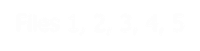 Files 1, 2, 3, 4, 5